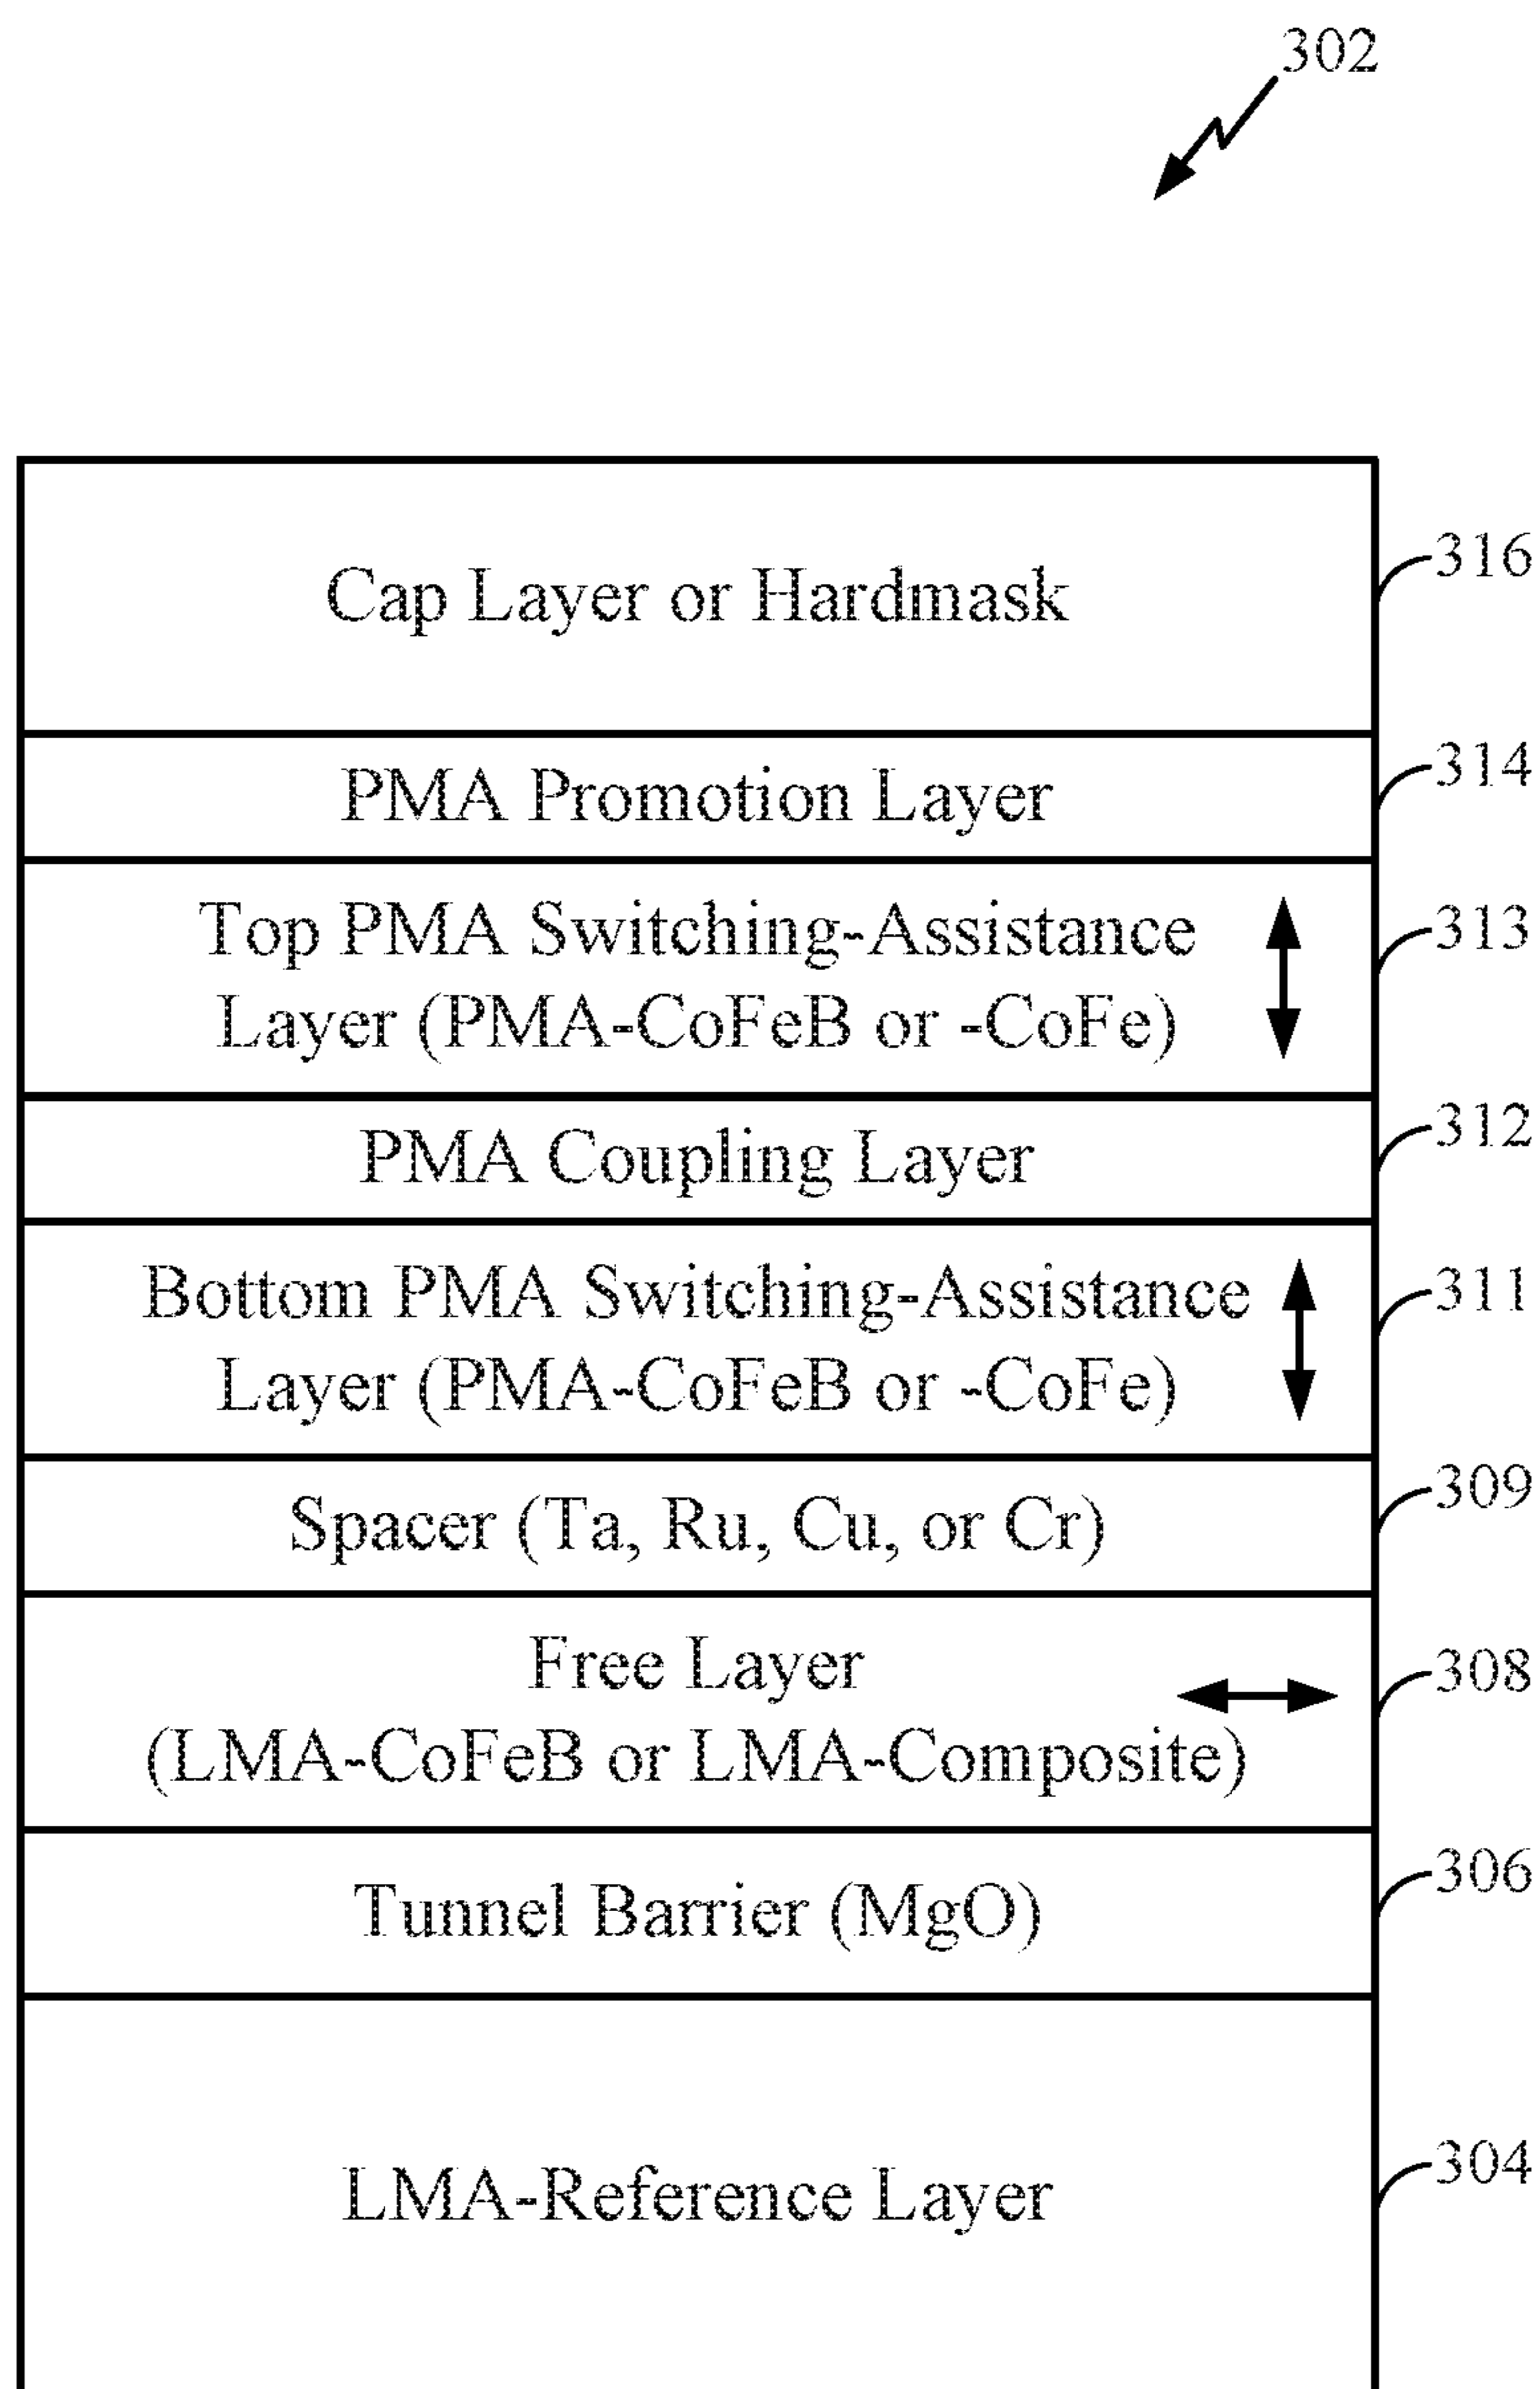 302
Cap Layer or Hardmask
316
PMA Promotion Layer
314
Top PMA Switching-Assistance
Layer (PMA-CoFeB or -CoFe)
313
PMA Coupling Layer
312
Bottom PMA Switching-Assistance
Layer (PMA-CoFeB or -CoFe)
311
Spacer (Ta, Ru, Cu, or Cr)
309
Free Layer
(LMA-CoFeB or LMA-Composite)
308
Tunnel Barrier (MgO)
306
LMA-Reference Layer
304